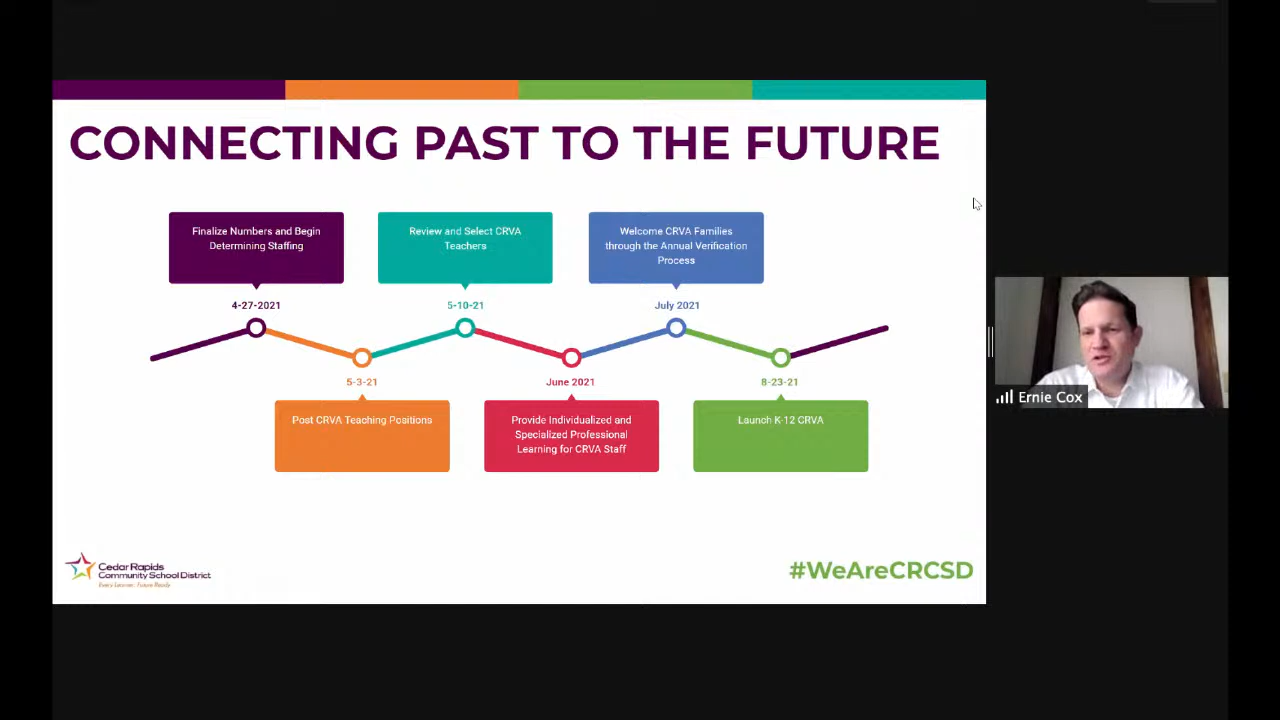 CONNECTING PAST TO THE FUTURE
Finalize Numbers and Begin
Determining Staffing
Review and Select CRVA
Teachers
Welcome CRVA Families
through the Annual Verification
Process
4-27-2021
5-10-21
July 2021
5-3-21
June 2021
8-23-21
Post CRVA Teaching Positions
Provide Individualized and
Specialized Professional
Learning for CRVA Staff
Launch K-12 CRVA
Ernie Cox
Cedar Rapids
Community School District
Every Learner. Future Ready.
#WeAreCRCSD